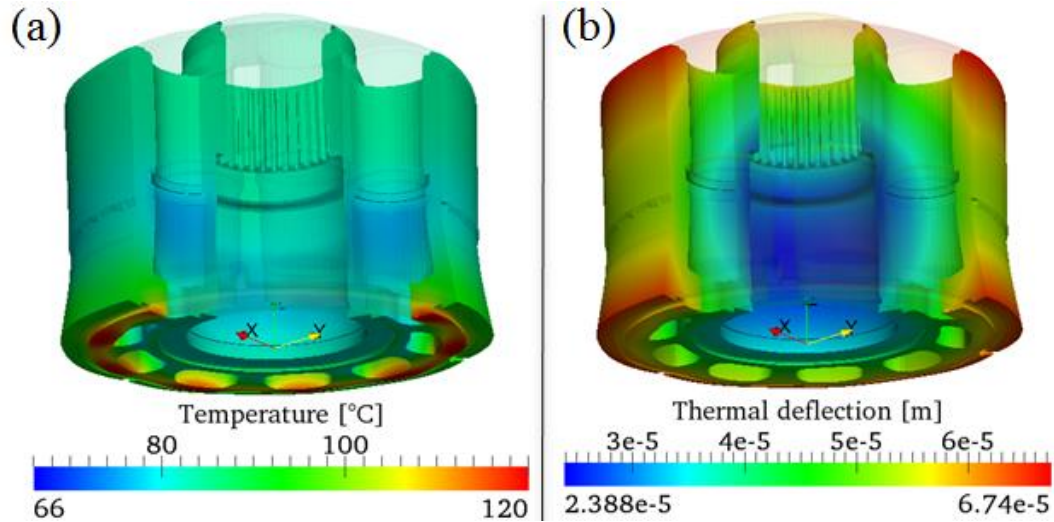 (a)
X
Y
Temperature [°C]
80 100
66 120
(b)
X
Y
Thermal deflection [m]
3e-5 4e-5 5e-5 6e-5
2.388e-5 6.74e-5